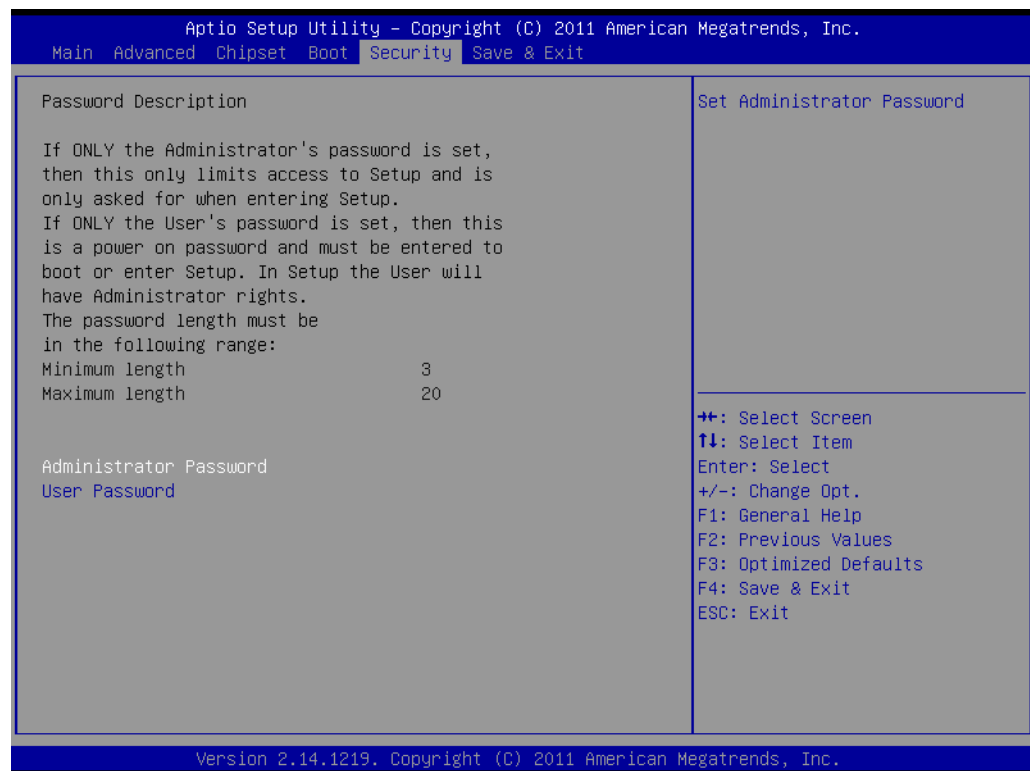 Aptio Setup Utility – Copyright (C) 2011 American Megatrends, Inc.
Main Advanced Chipset Boot Security Save & Exit
Password Description
If ONLY the Administrator's password is set,
then this only limits access to Setup and is
only asked for when entering Setup.
If ONLY the User's password is set, then this
is a power on password and must be entered to
boot or enter Setup. In Setup the User will
have Administrator rights.
The password length must be
in the following range:
Minimum length 3
Maximum length 20
Administrator Password
User Password
Set Administrator Password
→←: Select Screen
↑↓: Select Item
Enter: Select
+/-: Change Opt.
F1: General Help
F2: Previous Values
F3: Optimized Defaults
F4: Save & Exit
ESC: Exit
Version 2.14.1219. Copyright (C) 2011 American Megatrends, Inc.